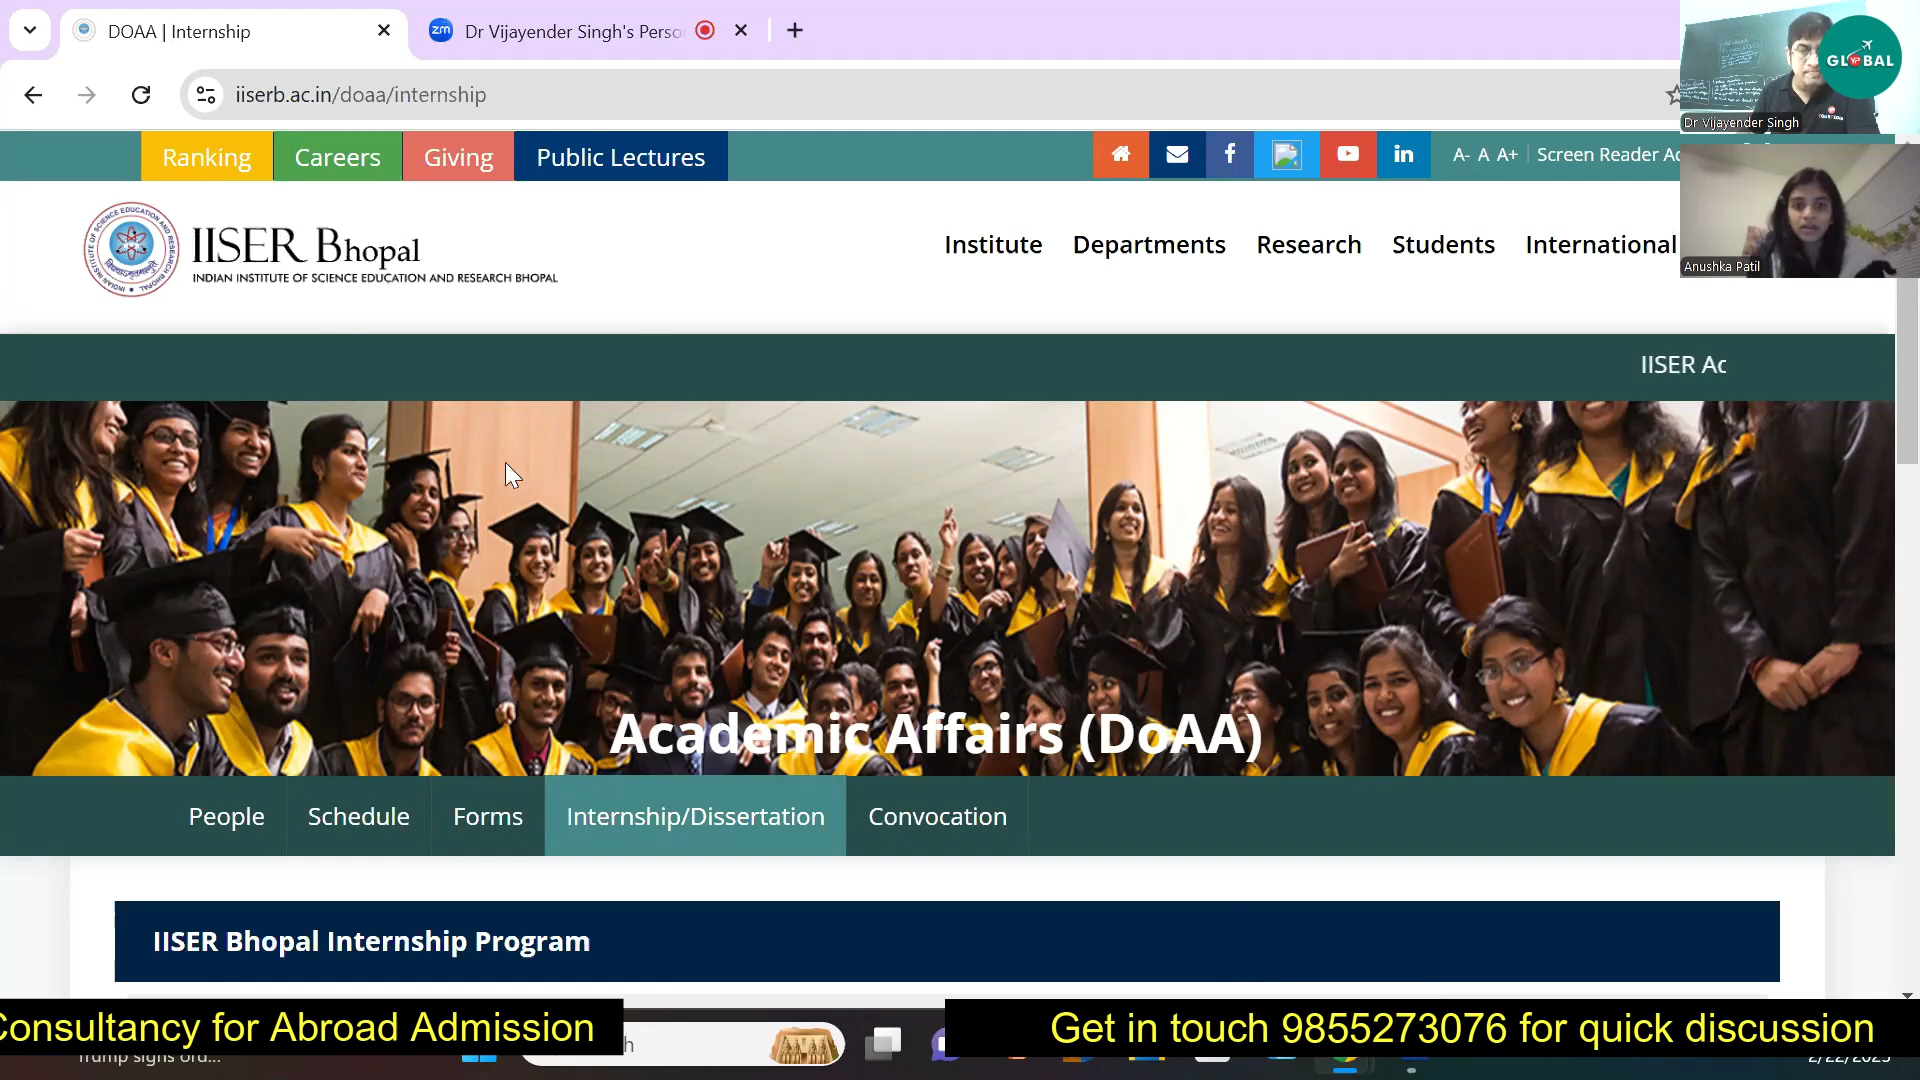 DOAA | Internship
Dr Vijayender Singh's Perso
iiserb.ac.in/doaa/internship
GLOBAL
Dr Vijayender Singh
Anushka Patil
Ranking
Careers
Giving
Public Lectures
A- A A+
Screen Reader Ac
IISER Bhopal
INDIAN INSTITUTE OF SCIENCE EDUCATION AND RESEARCH BHOPAL
Institute
Departments
Research
Students
International
IISER Ac
Academic Affairs (DoAA)
People
Schedule
Forms
Internship/Dissertation
Convocation
IISER Bhopal Internship Program
Consultancy for Abroad Admission
Get in touch 9855273076 for quick discussion
Trump signs ord...